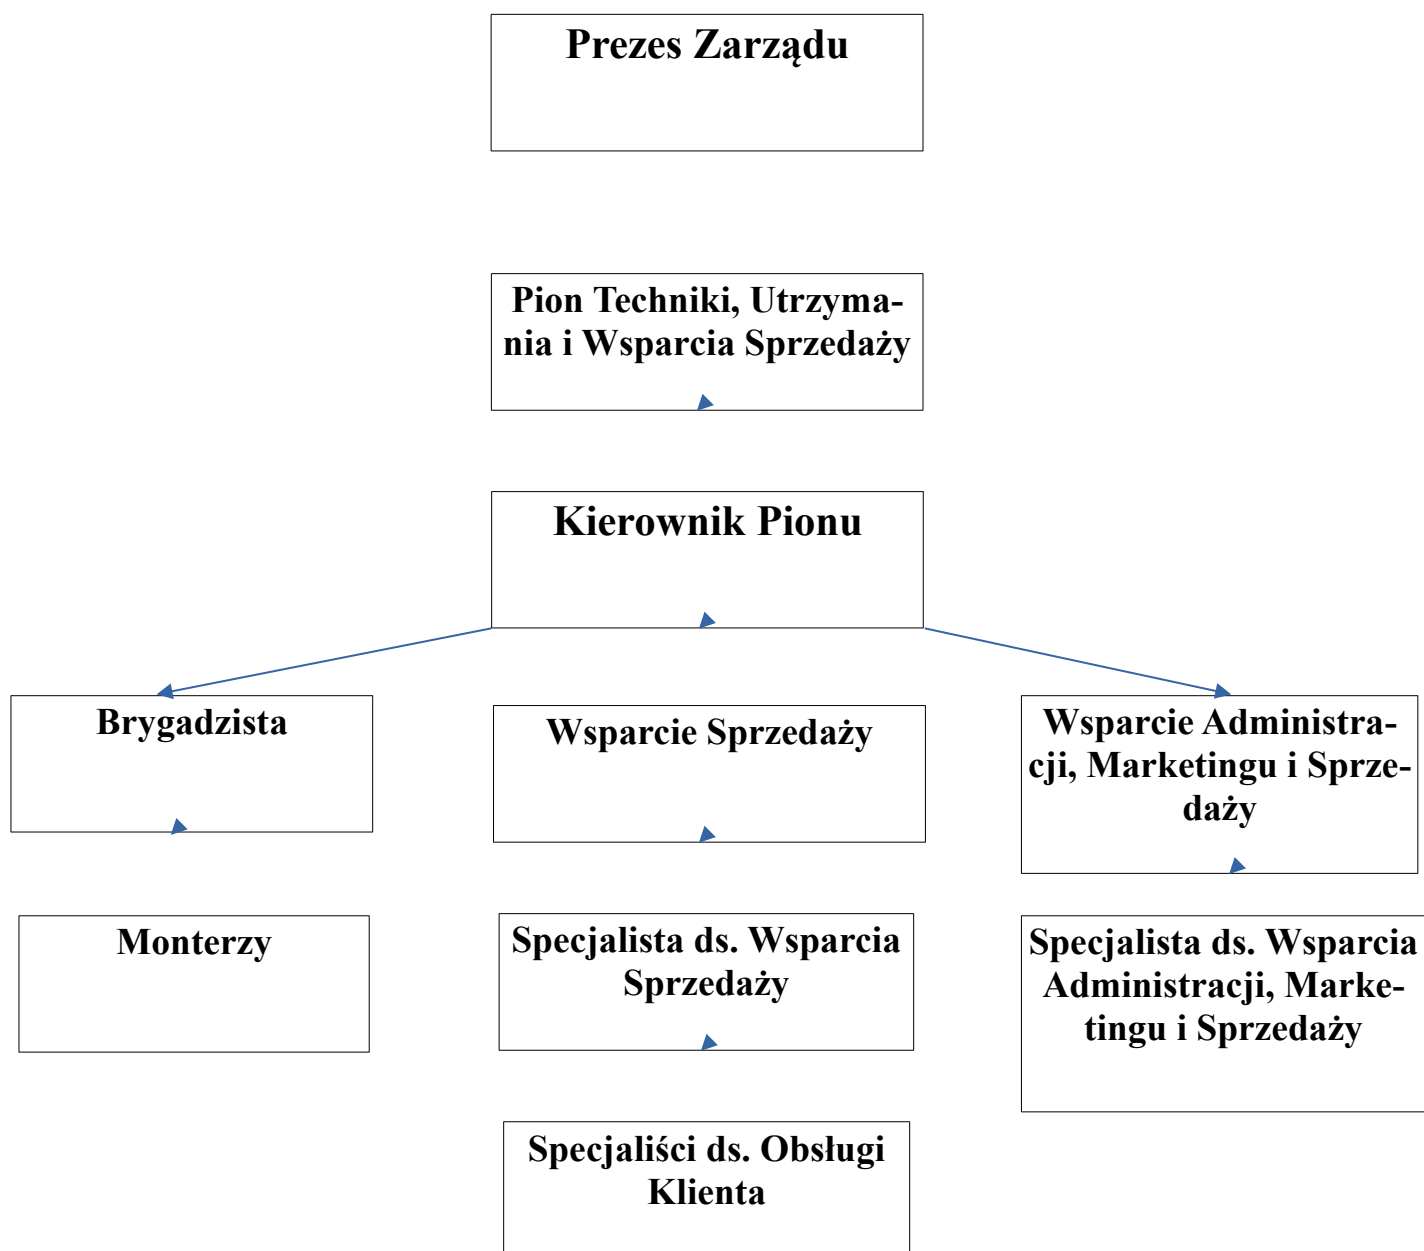 Prezes Zarządu
Pion Techniki, Utrzyma-
nia i Wsparcia Sprzedaży
Kierownik Pionu
Brygadzista
Wsparcie Sprzedaży
Wsparcie Administra-
cji, Marketingu i Sprze-
daży
Monterzy
Specjalista ds. Wsparcia
Sprzedaży
Specjalista ds. Wsparcia
Administracji, Marke-
tingu i Sprzedaży
Specjaliści ds. Obsługi
Klienta